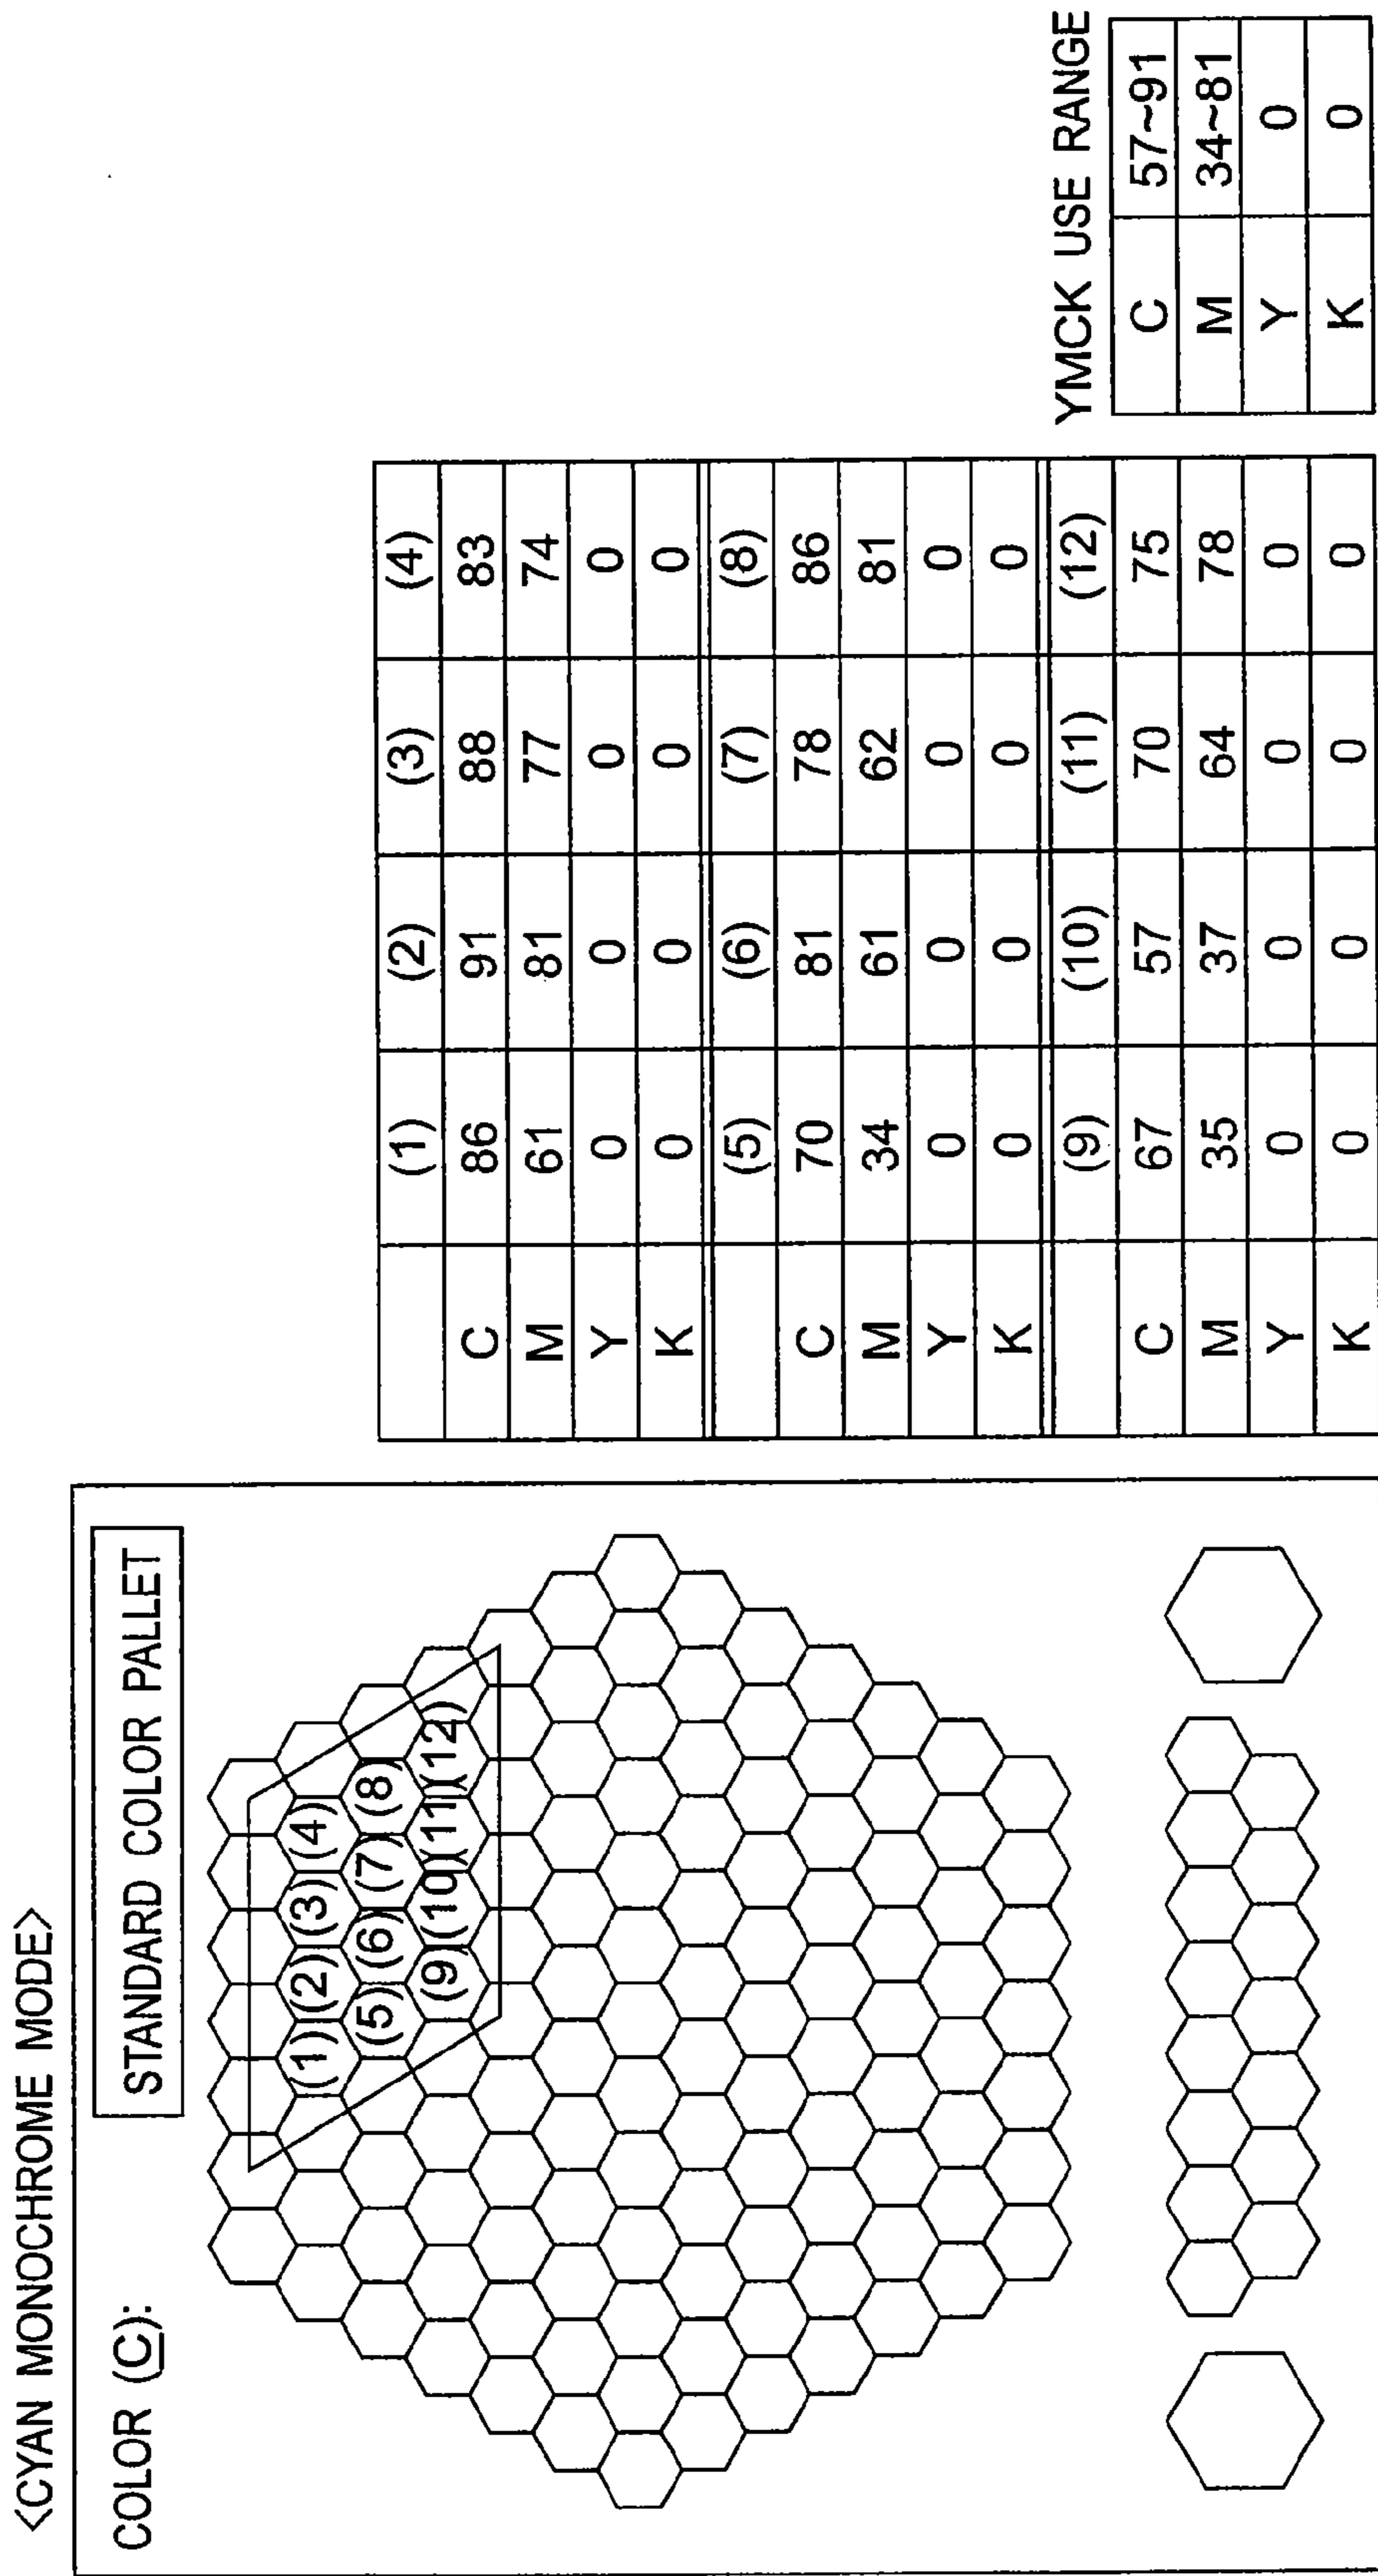 <CYAN MONOCHROME MODE>
COLOR (C):
STANDARD COLOR PALLET
(1) (2) (3) (4)
(5) (6) (7) (8)
(9) (10) (11) (12)
(1) (2) (3) (4)
C 86 91 88 83
M 61 81 77 74
Y 0 0 0 0
K 0 0 0 0
(5) (6) (7) (8)
C 70 81 78 86
M 34 61 62 81
Y 0 0 0 0
K 0 0 0 0
(9) (10) (11) (12)
C 67 57 70 75
M 35 37 64 78
Y 0 0 0 0
K 0 0 0 0
YMCK USE RANGE
C 57~91
M 34~81
Y 0
K 0